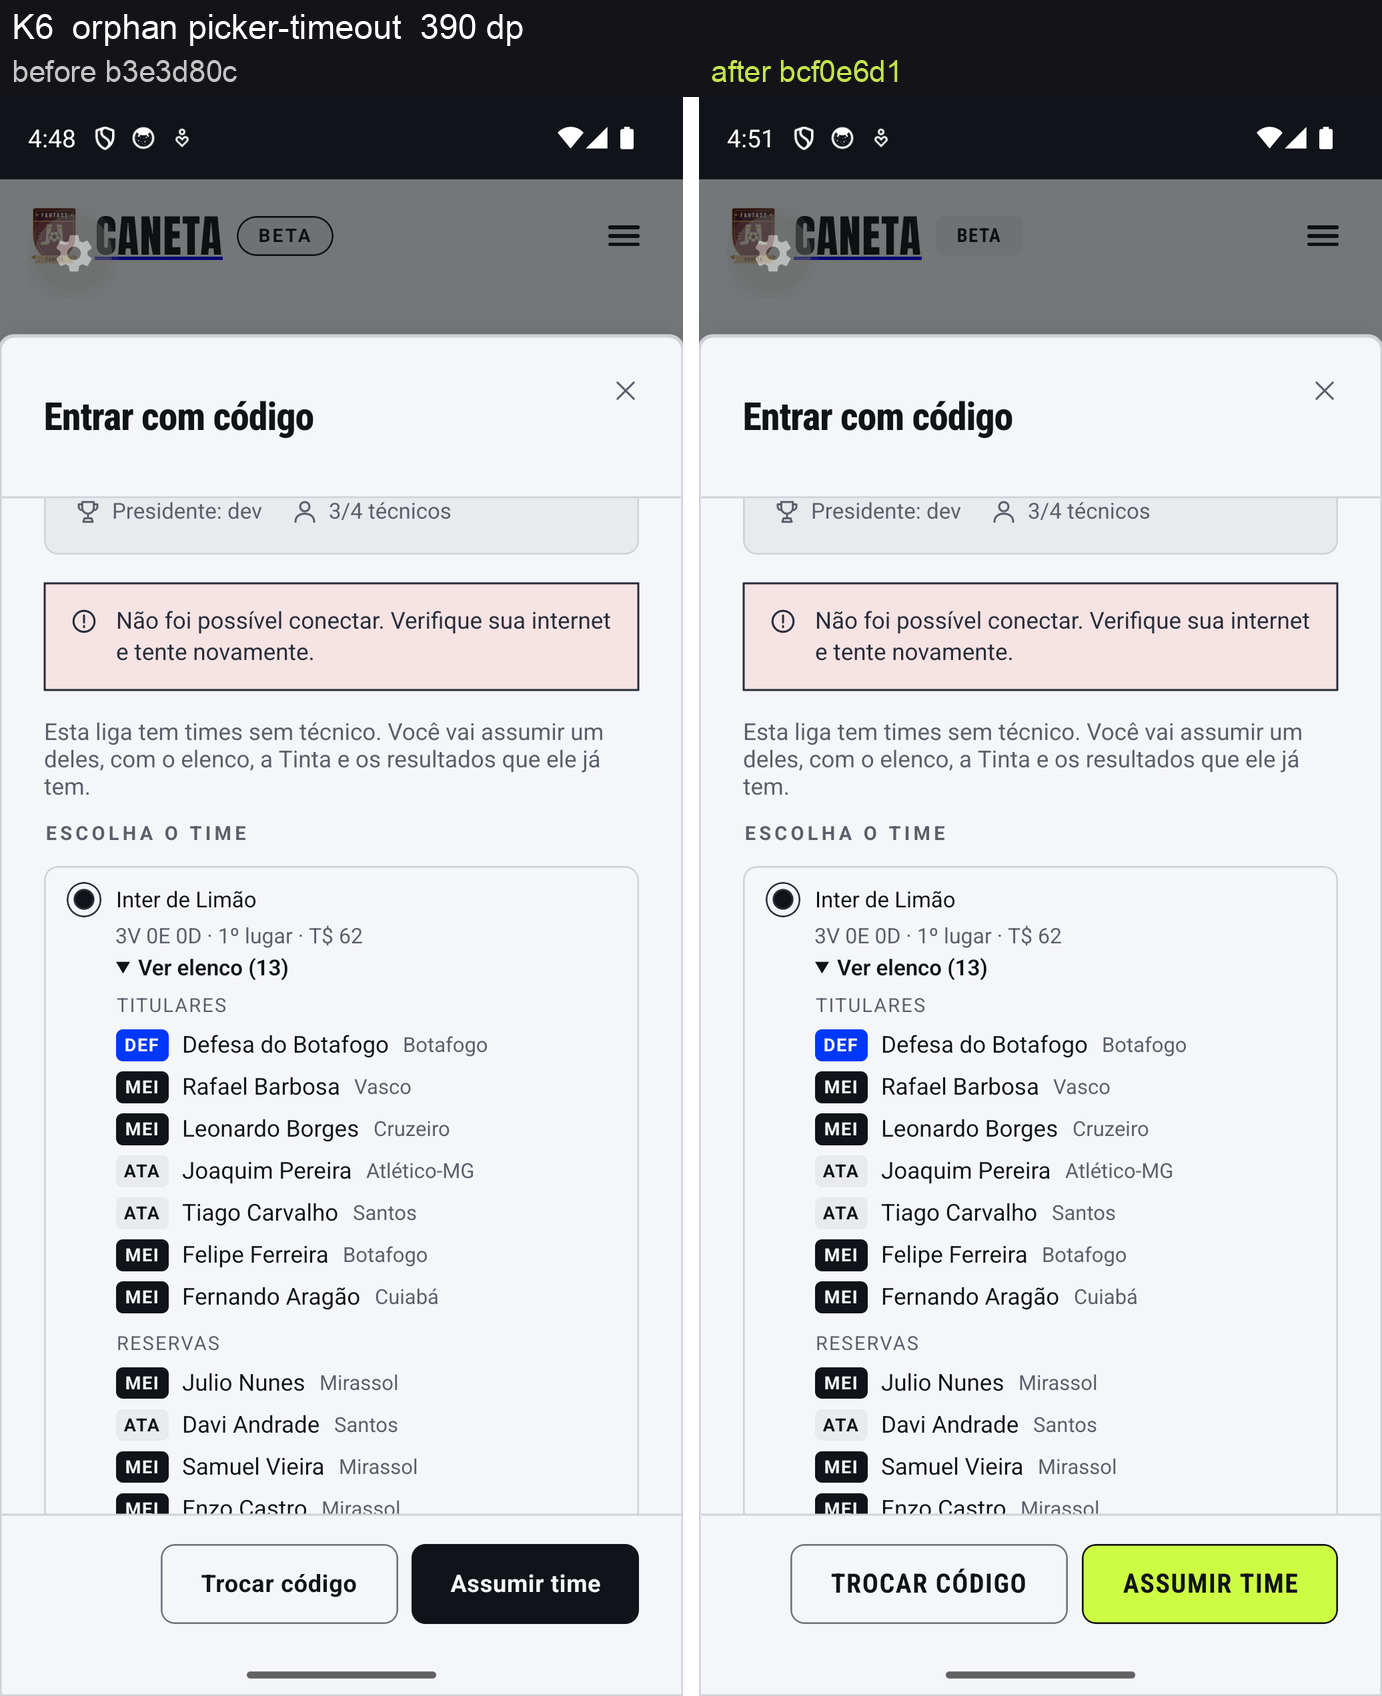 K6 orphan picker-timeout 390 dp
before b3e3d80c
after bcf0e6d1
4:48
FANTASY
CANETA
BETA
Entrar com código
Presidente: dev 3/4 técnicos
Não foi possível conectar. Verifique sua internet
e tente novamente.
Esta liga tem times sem técnico. Você vai assumir um
deles, com o elenco, a Tinta e os resultados que ele já
tem.
ESCOLHA O TIME
Inter de Limão
3V 0E 0D · 1º lugar · T$ 62
▼ Ver elenco (13)
TITULARES
DEF Defesa do Botafogo Botafogo
MEI Rafael Barbosa Vasco
MEI Leonardo Borges Cruzeiro
ATA Joaquim Pereira Atlético-MG
ATA Tiago Carvalho Santos
MEI Felipe Ferreira Botafogo
MEI Fernando Aragão Cuiabá
RESERVAS
MEI Julio Nunes Mirassol
ATA Davi Andrade Santos
MEI Samuel Vieira Mirassol
MEI Enzo Castro Mirassol
Trocar código Assumir time
4:51
FANTASY
CANETA
BETA
Entrar com código
Presidente: dev 3/4 técnicos
Não foi possível conectar. Verifique sua internet
e tente novamente.
Esta liga tem times sem técnico. Você vai assumir um
deles, com o elenco, a Tinta e os resultados que ele já
tem.
ESCOLHA O TIME
Inter de Limão
3V 0E 0D · 1º lugar · T$ 62
▼ Ver elenco (13)
TITULARES
DEF Defesa do Botafogo Botafogo
MEI Rafael Barbosa Vasco
MEI Leonardo Borges Cruzeiro
ATA Joaquim Pereira Atlético-MG
ATA Tiago Carvalho Santos
MEI Felipe Ferreira Botafogo
MEI Fernando Aragão Cuiabá
RESERVAS
MEI Julio Nunes Mirassol
ATA Davi Andrade Santos
MEI Samuel Vieira Mirassol
MEI Enzo Castro Mirassol
TROCAR CÓDIGO ASSUMIR TIME